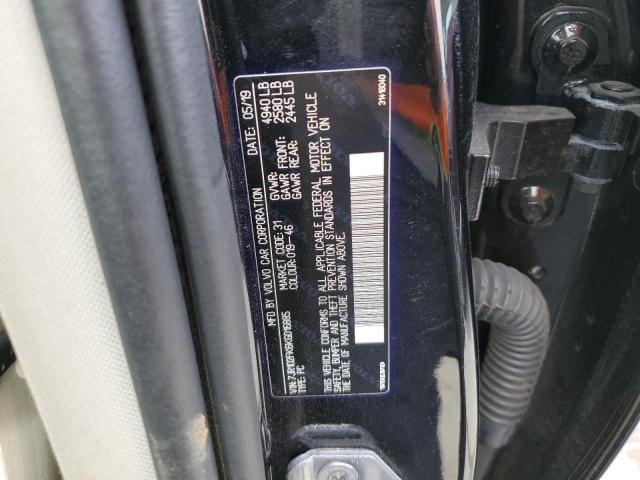 MFD BY VOLVO CAR CORPORATION DATE: 05/19
MARKET CODE: 31 GVWR: 4940 LB
COLOUR: 019-46 GAWR FRONT: 2580 LB
GAWR REAR: 2445 LB
TYPE: PC
THIS VEHICLE CONFORMS TO ALL APPLICABLE FEDERAL MOTOR VEHICLE
SAFETY, BUMPER AND THEFT PREVENTION STANDARDS IN EFFECT ON
THE DATE OF MANUFACTURE SHOWN ABOVE.
VOLVO 31416040